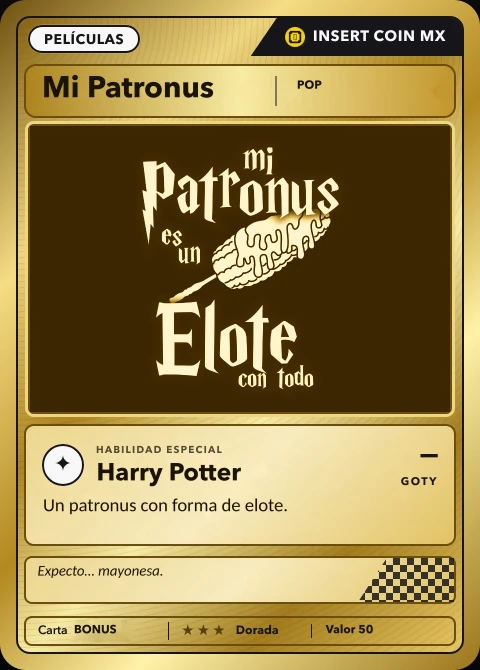 PELÍCULAS
INSERT COIN MX
Mi Patronus
POP
mi
Patronus
es
un
Elote
con todo
HABILIDAD ESPECIAL
Harry Potter
—
GOTY
Un patronus con forma de elote.
Expecto... mayonesa.
Carta BONUS
★★★ Dorada
Valor 50